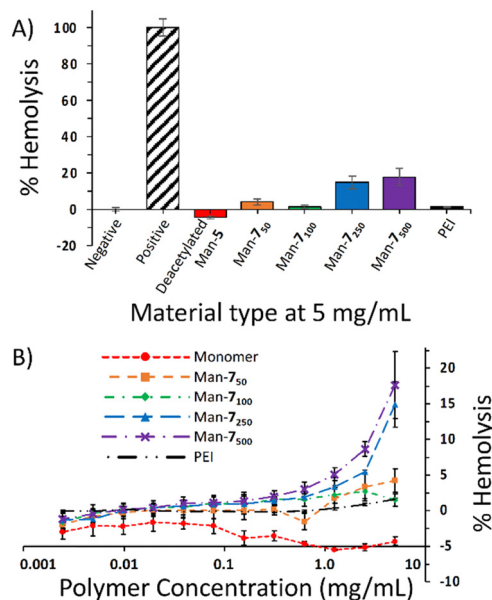 A)
% Hemolysis
100
80
60
40
20
0
-20
Negative
Positive
Deacetylated
Man-5
Man-7₅₀
Man-7₁₀₀
Man-7₂₅₀
Man-7₅₀₀
PEI
Material type at 5 mg/mL
B)
Monomer
Man-7₅₀
Man-7₁₀₀
Man-7₂₅₀
Man-7₅₀₀
PEI
20
15
10
5
0
-5
-10
% Hemolysis
0.001
0.01
0.1
1.0
10
Polymer Concentration (mg/mL)